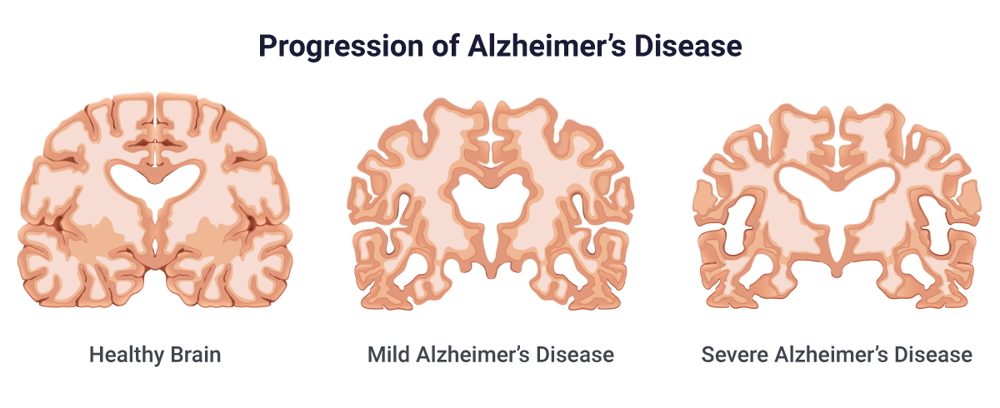 Progression of Alzheimer’s Disease
Healthy Brain
Mild Alzheimer’s Disease
Severe Alzheimer’s Disease